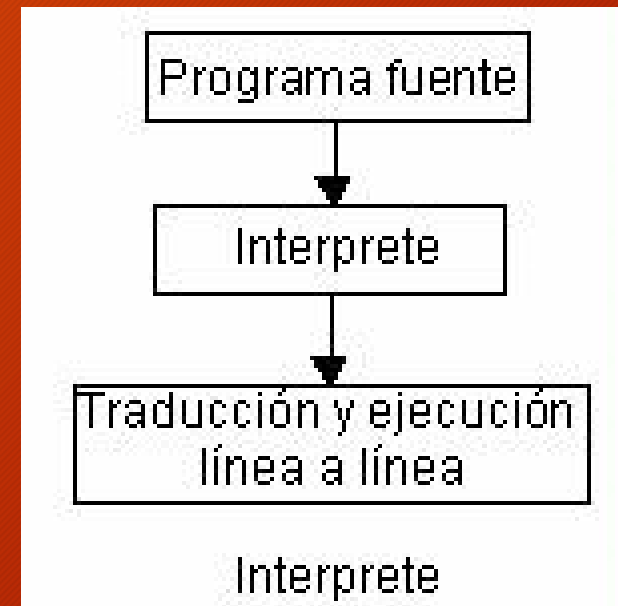 Programa fuente
Interprete
Traducción y ejecución
línea a línea
Interprete